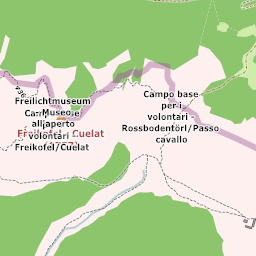 Freilichtmuseum
Museo
all'aperto
volontari
Freikofel / Cuelat
Freikofel/Cuelat
Campo base
per i
volontari -
Rossbodentörl/Passo
cavallo